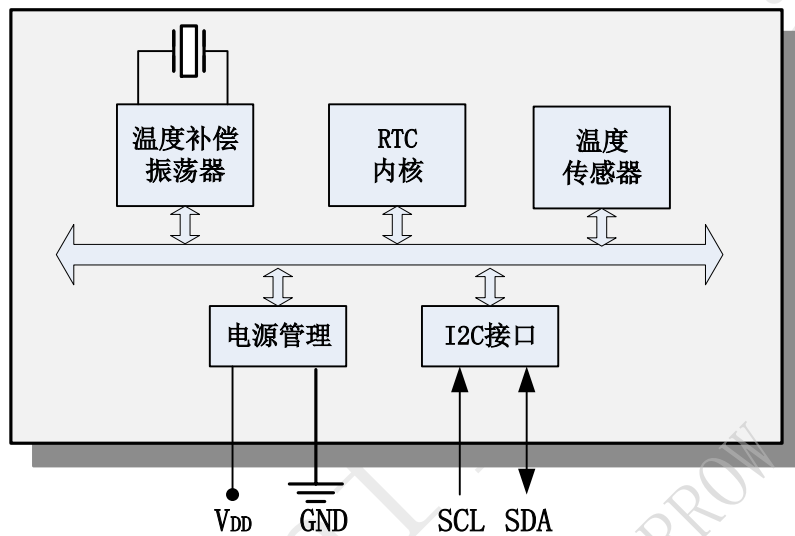 温度补偿
振荡器
RTC
内核
温度
传感器
电源管理
I2C接口
VDD
GND
SCL
SDA
PROW